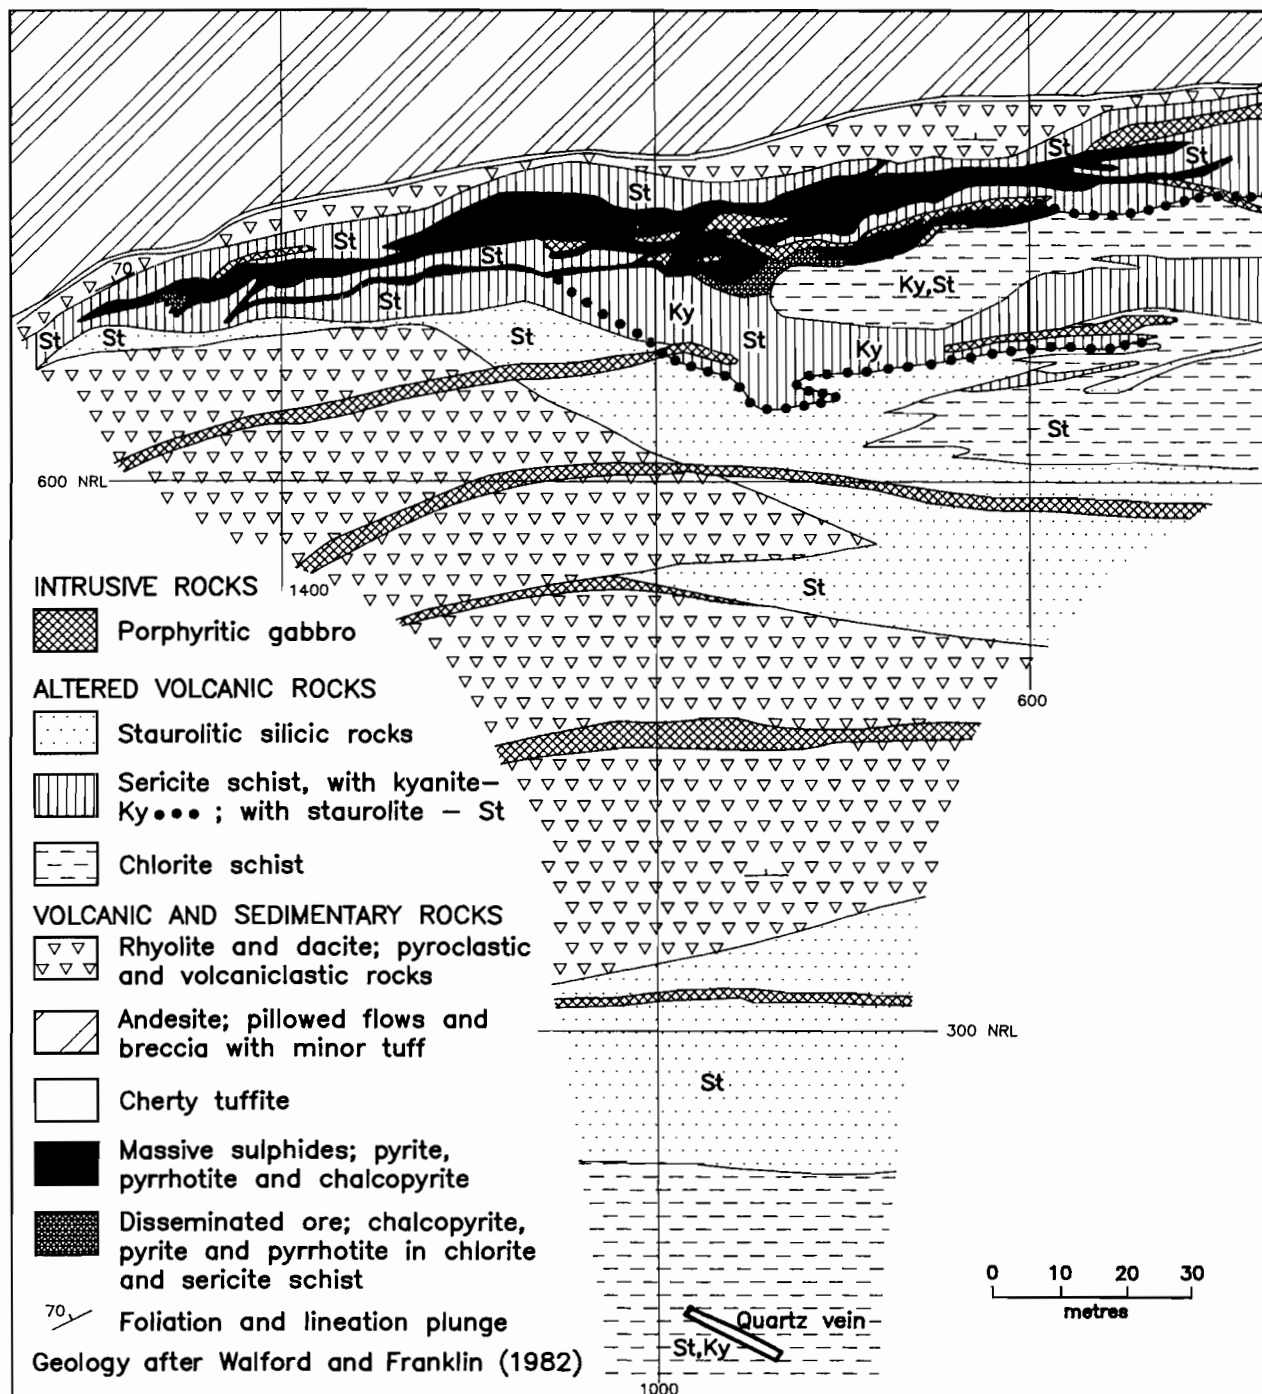 St
St
St
70
St
St
Ky,St
St
Ky
St
St
St
St
Ky
St
600 NRL
St
1400
St
600
INTRUSIVE ROCKS
Porphyritic gabbro
ALTERED VOLCANIC ROCKS
Staurolitic silicic rocks
Sericite schist, with kyanite–
Ky••• ; with staurolite – St
Chlorite schist
VOLCANIC AND SEDIMENTARY ROCKS
Rhyolite and dacite; pyroclastic
and volcaniclastic rocks
Andesite; pillowed flows and
breccia with minor tuff
Cherty tuffite
Massive sulphides; pyrite,
pyrrhotite and chalcopyrite
Disseminated ore; chalcopyrite,
pyrite and pyrrhotite in chlorite
and sericite schist
70
Foliation and lineation plunge
Geology after Walford and Franklin (1982)
300 NRL
St
0 10 20 30
metres
Quartz vein
St,Ky
1000